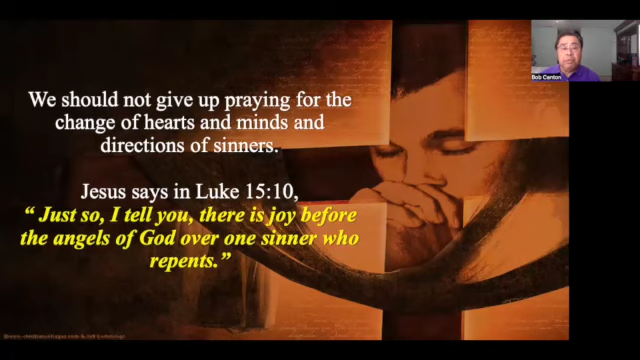 We should not give up praying for the
change of hearts and minds and
directions of sinners.
Jesus says in Luke 15:10,
“ Just so, I tell you, there is joy before
the angels of God over one sinner who
repents.”
Bob Canton